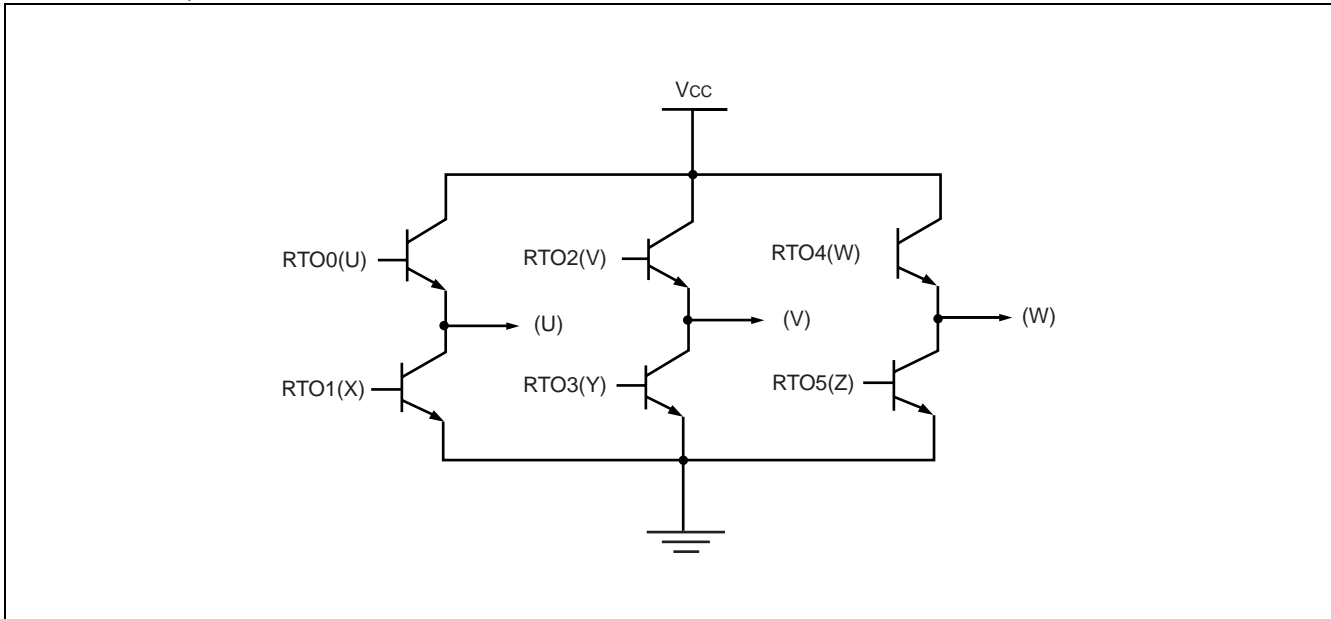 Vcc
RTO0(U)
RTO2(V)
RTO4(W)
(U)
(V)
(W)
RTO1(X)
RTO3(Y)
RTO5(Z)